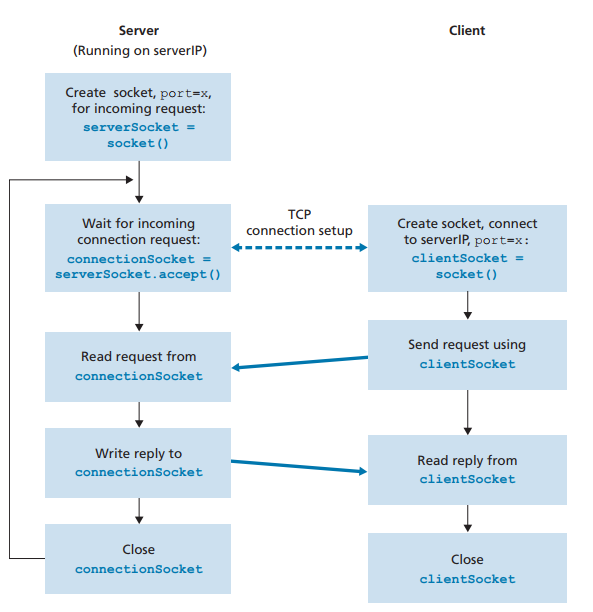 Server
(Running on serverIP)
Client
Create socket, port=x,
for incoming request:
serverSocket =
socket()
Wait for incoming
connection request:
connectionSocket =
serverSocket.accept()
TCP
connection setup
Create socket, connect
to serverIP, port=x:
clientSocket =
socket()
Read request from
connectionSocket
Send request using
clientSocket
Write reply to
connectionSocket
Read reply from
clientSocket
Close
connectionSocket
Close
clientSocket